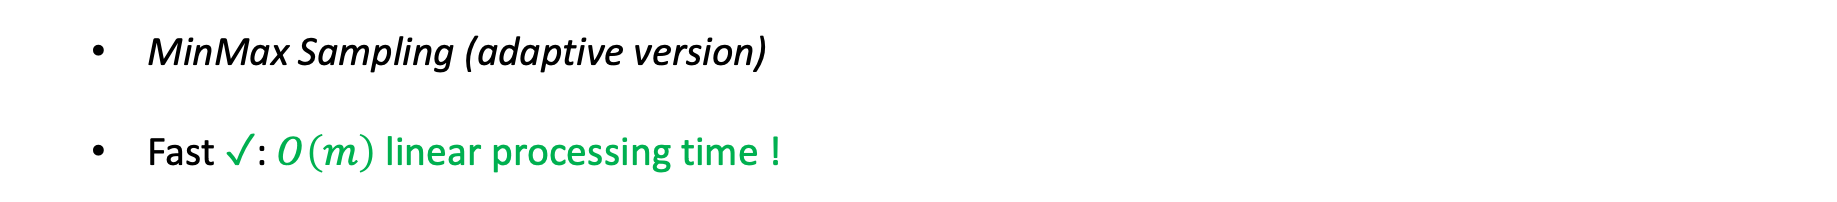 • MinMax Sampling (adaptive version)
• Fast ✓: O(m) linear processing time !